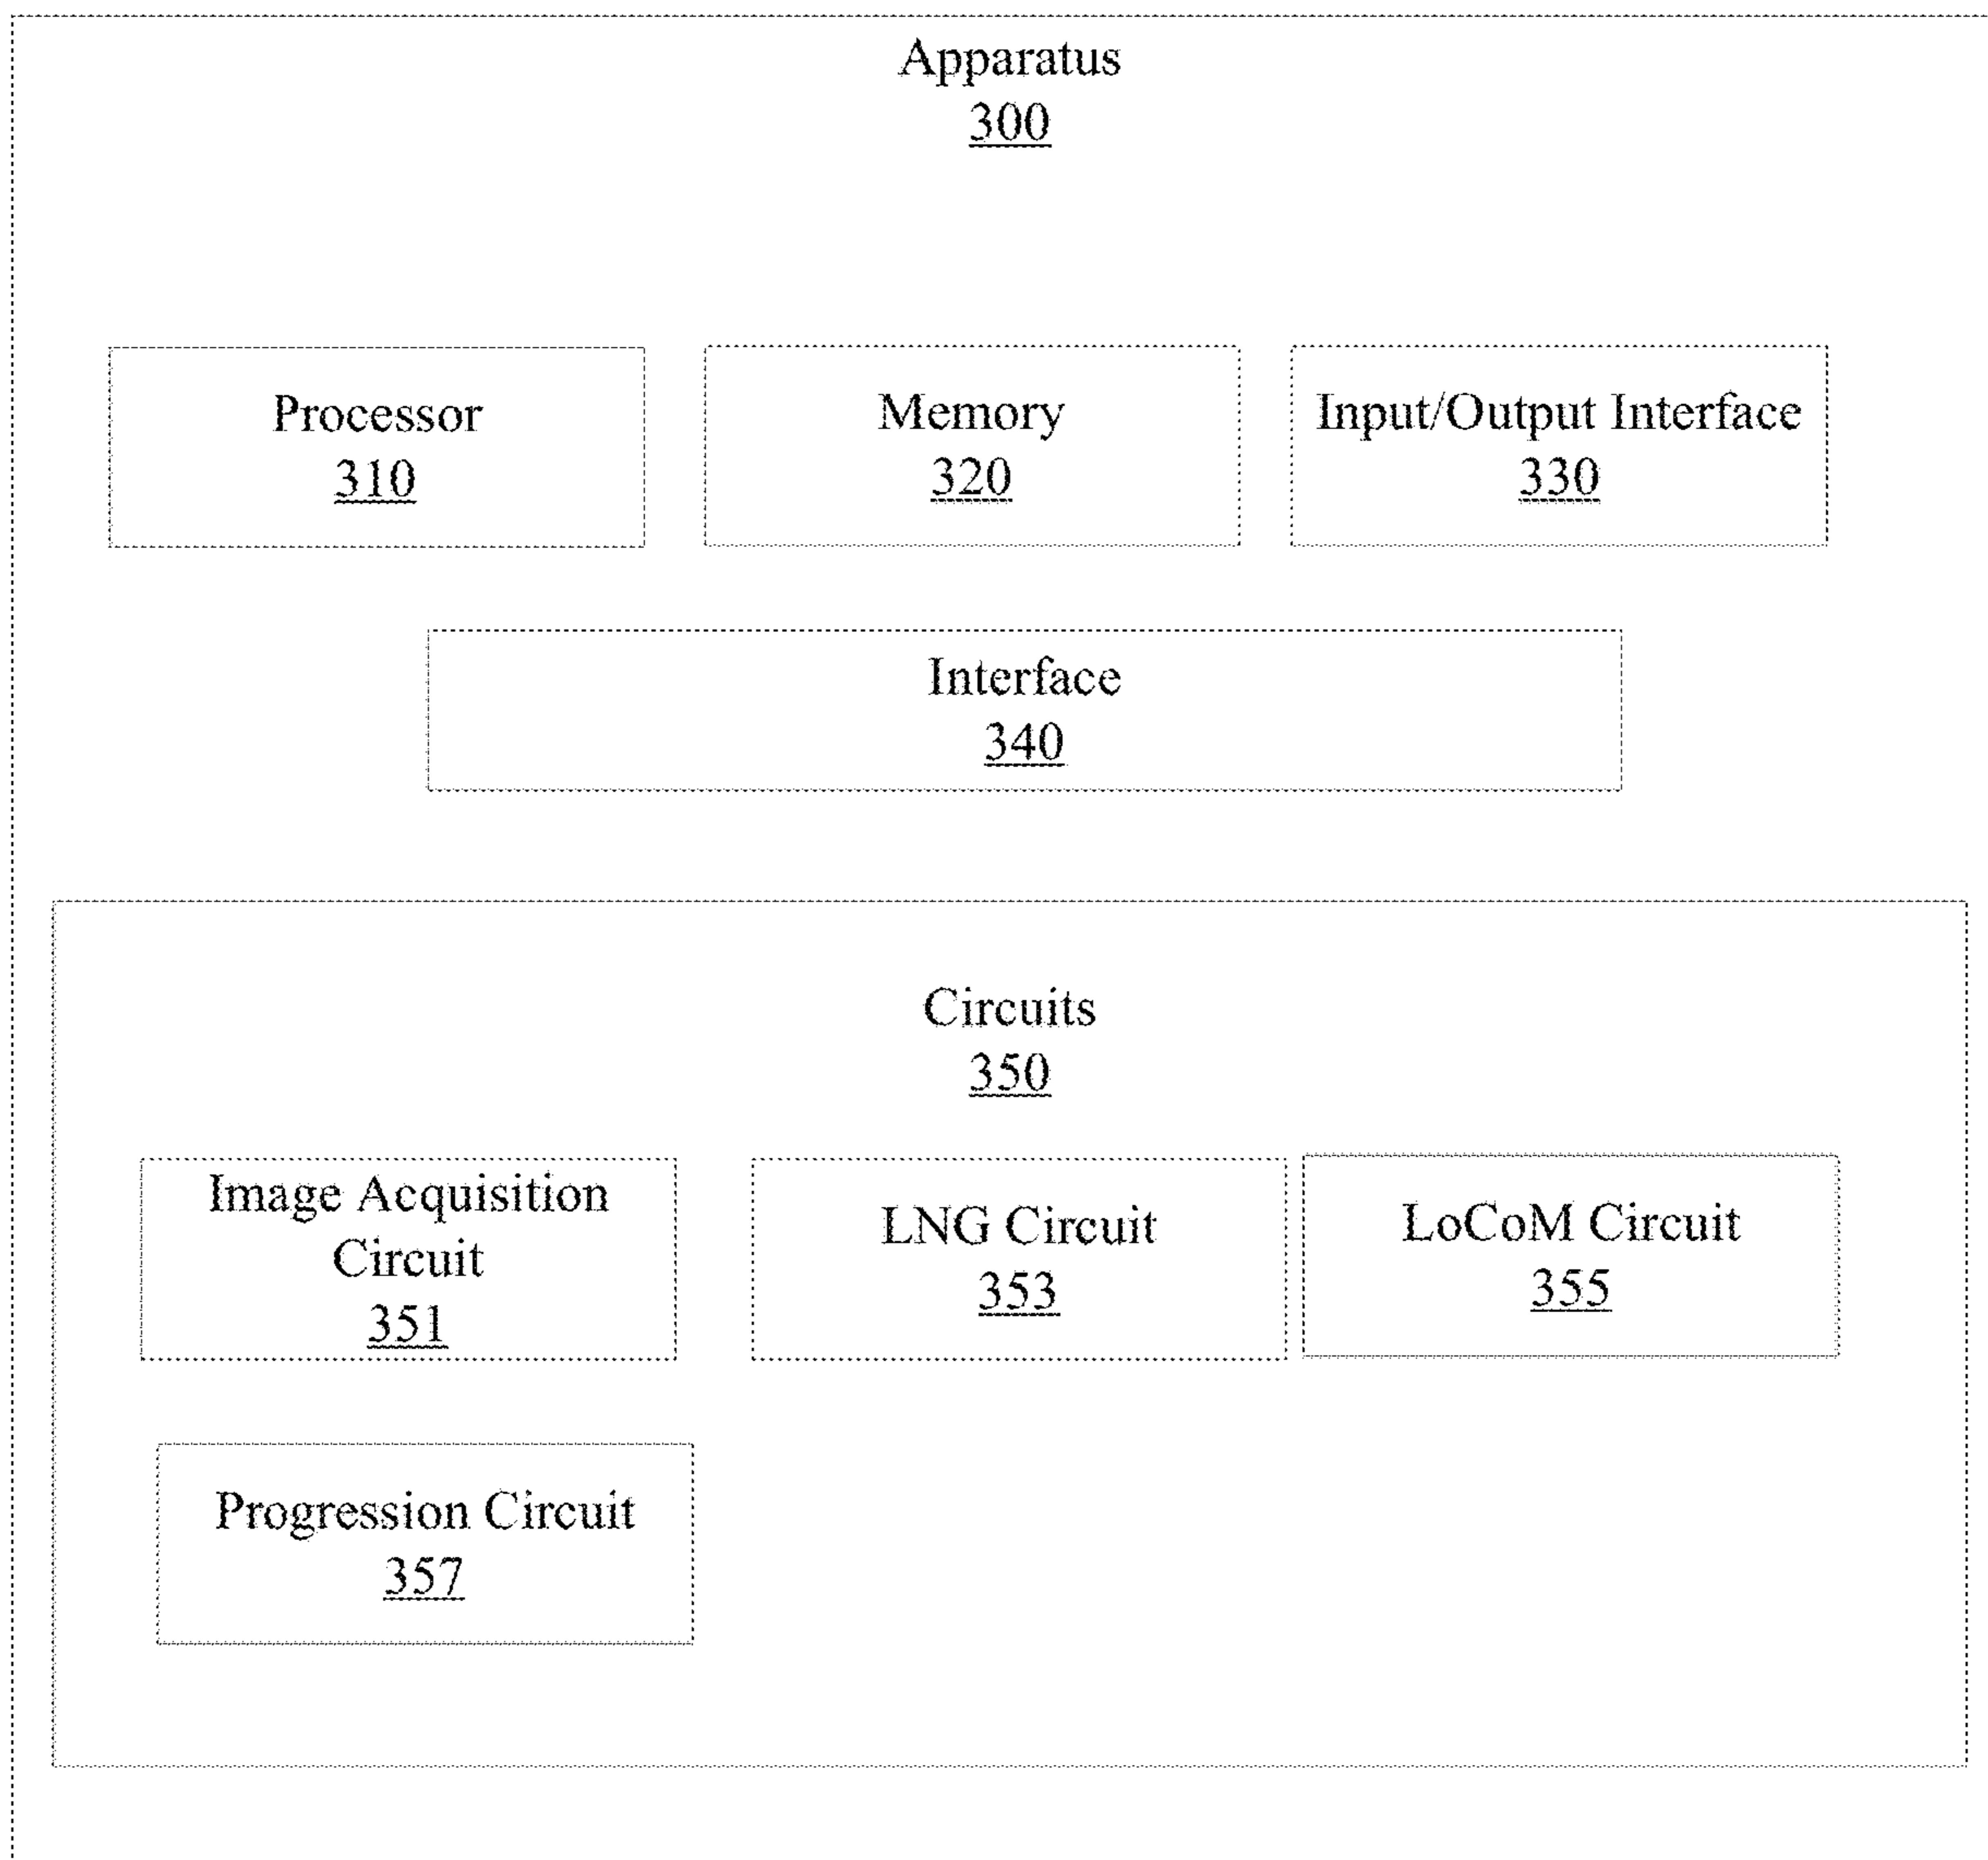 Apparatus
300
Processor
310
Memory
320
Input/Output Interface
330
Interface
340
Circuits
350
Image Acquisition
Circuit
351
LNG Circuit
353
LoCoM Circuit
355
Progression Circuit
357